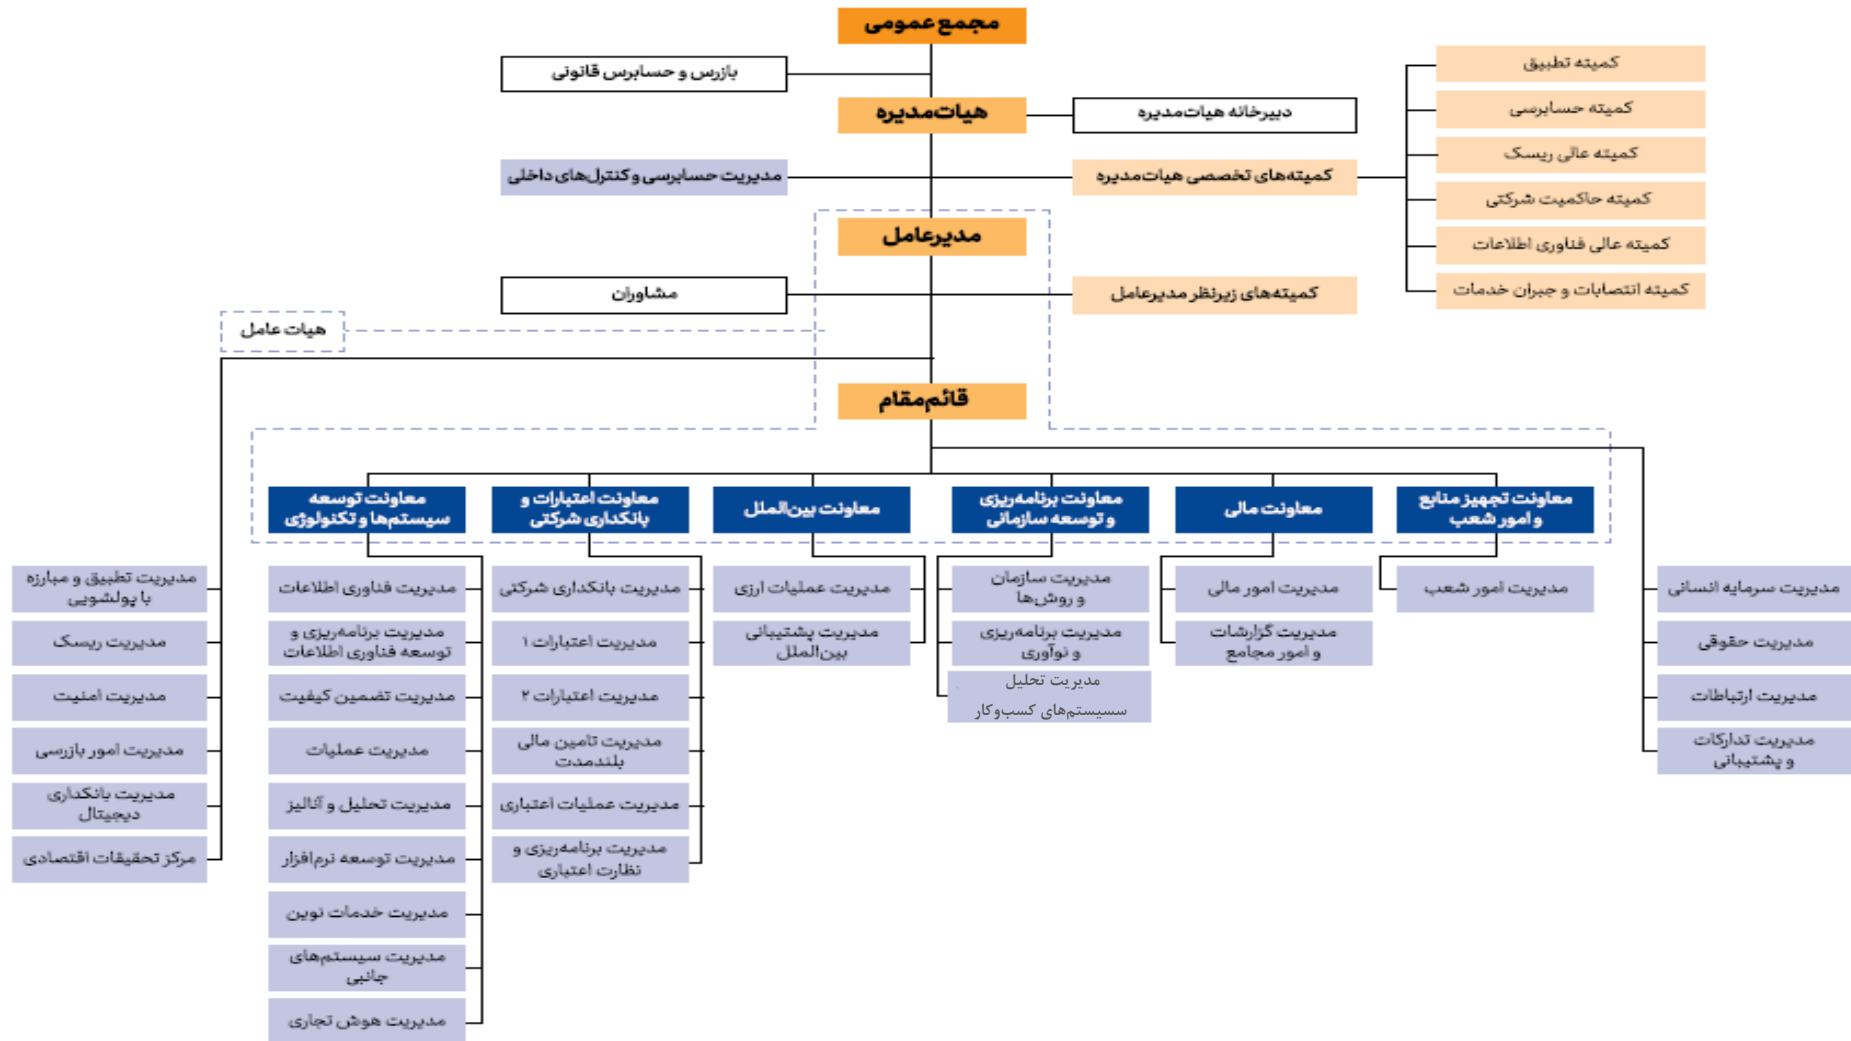 مجمع عمومی
بازرس و حسابرس قانونی
هیات‌مدیره
دبیرخانه هیات‌مدیره
مدیریت حسابرسی و کنترل‌های داخلی
کمیته‌های تخصصی هیات‌مدیره
کمیته تطبیق
کمیته حسابرسی
کمیته عالی ریسک
کمیته حاکمیت شرکتی
کمیته عالی فناوری اطلاعات
کمیته انتصابات و جبران خدمات
مدیرعامل
مشاوران
کمیته‌های زیرنظر مدیرعامل
هیات عامل
قائم‌مقام
معاونت تجهیز منابع
و امور شعب
معاونت مالی
معاونت برنامه‌ریزی
و توسعه سازمانی
معاونت بین‌الملل
معاونت اعتبارات و
بانکداری شرکتی
معاونت توسعه
سیستم‌ها و تکنولوژی
مدیریت سرمایه انسانی
مدیریت حقوقی
مدیریت ارتباطات
مدیریت تدارکات
و پشتیبانی
مدیریت امور شعب
مدیریت امور مالی
مدیریت گزارشات
و امور مجامع
مدیریت سازمان
و روش‌ها
مدیریت برنامه‌ریزی
و نوآوری
مدیریت تحلیل
سسیستم‌های کسب‌وکار
مدیریت عملیات ارزی
مدیریت پشتیبانی
بین‌الملل
مدیریت بانکداری شرکتی
مدیریت اعتبارات ۱
مدیریت اعتبارات ۲
مدیریت تامین مالی
بلندمدت
مدیریت عملیات اعتباری
مدیریت برنامه‌ریزی و
نظارت اعتباری
مدیریت فناوری اطلاعات
مدیریت برنامه‌ریزی و
توسعه فناوری اطلاعات
مدیریت تضمین کیفیت
مدیریت عملیات
مدیریت تحلیل و آنالیز
مدیریت توسعه نرم‌افزار
مدیریت خدمات نوین
مدیریت سیستم‌های
جانبی
مدیریت هوش تجاری
مدیریت تطبیق و مبارزه
با پولشویی
مدیریت ریسک
مدیریت امنیت
مدیریت امور بازرسی
مدیریت بانکداری
دیجیتال
مرکز تحقیقات اقتصادی